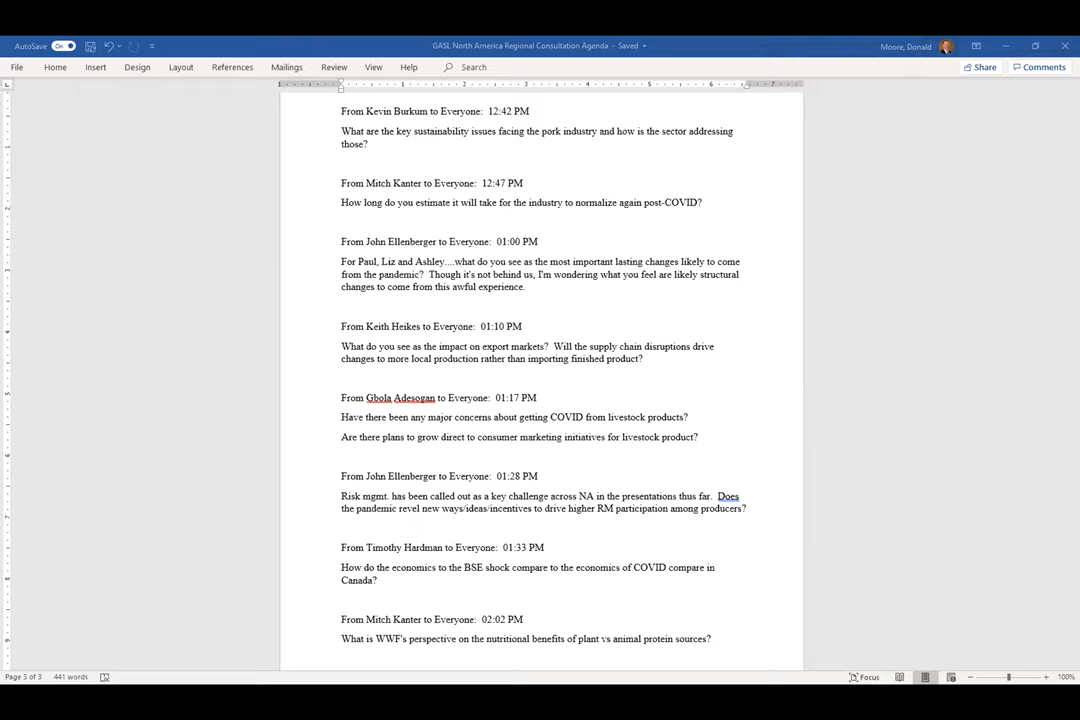 AutoSave On GASL North America Regional Consultation Agenda - Saved Moore, Donald
File Home Insert Design Layout References Mailings Review View Help Search Share Comments
1 1 2 3 4 5 6 7
From Kevin Burkum to Everyone: 12:42 PM
What are the key sustainability issues facing the pork industry and how is the sector addressing
those?
From Mitch Kanter to Everyone: 12:47 PM
How long do you estimate it will take for the industry to normalize again post-COVID?
From John Ellenberger to Everyone: 01:00 PM
For Paul, Liz and Ashley....what do you see as the most important lasting changes likely to come
from the pandemic? Though it's not behind us, I'm wondering what you feel are likely structural
changes to come from this awful experience.
From Keith Heikes to Everyone: 01:10 PM
What do you see as the impact on export markets? Will the supply chain disruptions drive
changes to more local production rather than importing finished product?
From Gbola Adesogan to Everyone: 01:17 PM
Have there been any major concerns about getting COVID from livestock products?
Are there plans to grow direct to consumer marketing initiatives for livestock product?
From John Ellenberger to Everyone: 01:28 PM
Risk mgmt. has been called out as a key challenge across NA in the presentations thus far. Does
the pandemic revel new ways/ideas/incentives to drive higher RM participation among producers?
From Timothy Hardman to Everyone: 01:33 PM
How do the economics to the BSE shock compare to the economics of COVID compare in
Canada?
From Mitch Kanter to Everyone: 02:02 PM
What is WWF's perspective on the nutritional benefits of plant vs animal protein sources?
Page 3 of 3 441 words Focus 100%